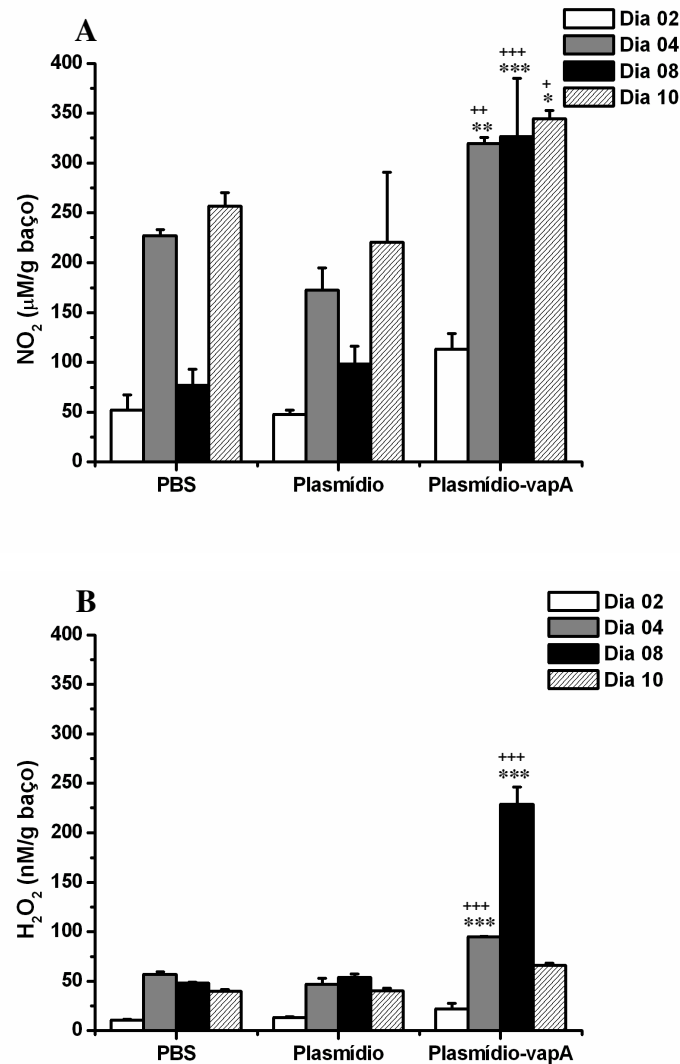 A
Dia 02
Dia 04
Dia 08
Dia 10
+++
***
++
**
+
*
400
350
300
250
200
150
100
50
0
NO2 (µM/g baço)
PBS
Plasmídio
Plasmídio-vapA
B
Dia 02
Dia 04
Dia 08
Dia 10
400
350
300
250
200
150
100
50
0
+++
***
+++
***
H2O2 (nM/g baço)
PBS
Plasmídio
Plasmídio-vapA